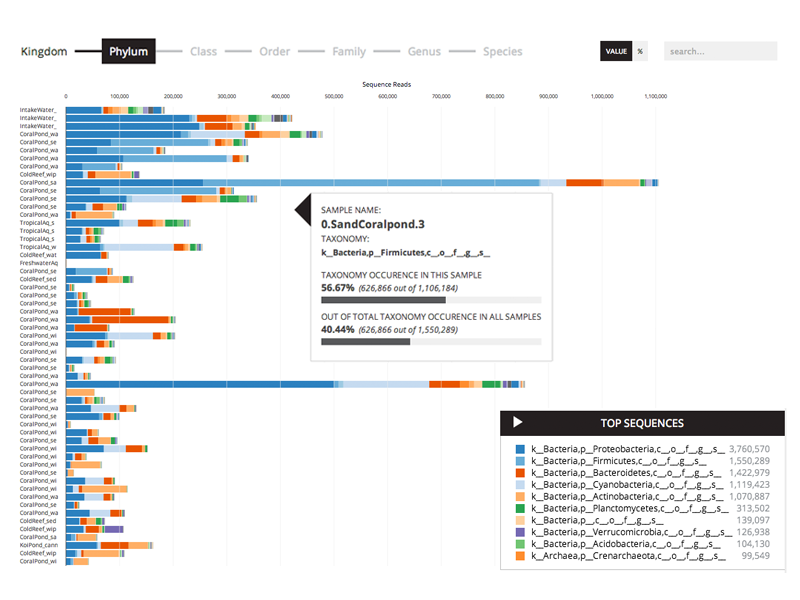 Kingdom Phylum Class Order Family Genus Species VALUE % search...
Sequence Reads
0 100,000 200,000 300,000 400,000 500,000 600,000 700,000 800,000 900,000 1,000,000 1,100,000
IntakeWater_
IntakeWater_
IntakeWater_
CoralPond_wa
CoralPond_se
CoralPond_wa
CoralPond_wa
CoralPond_wa
ColdReef_wip
CoralPond_sa
CoralPond_se
CoralPond_se
CoralPond_se
CoralPond_wa
TropicalAq_s
TropicalAq_s
TropicalAq_s
TropicalAq_w
ColdReef_wat
FreshwaterAq
CoralPond_se
ColdReef_sed
CoralPond_se
CoralPond_se
CoralPond_se
CoralPond_wa
CoralPond_wa
CoralPond_wa
CoralPond_wi
CoralPond_wa
CoralPond_wi
CoralPond_se
CoralPond_se
CoralPond_wa
CoralPond_wa
CoralPond_se
CoralPond_se
CoralPond_wa
CoralPond_se
CoralPond_wi
CoralPond_wi
CoralPond_se
CoralPond_wi
CoralPond_wi
CoralPond_wi
CoralPond_se
CoralPond_wi
CoralPond_wi
CoralPond_wa
CoralPond_se
CoralPond_wa
ColdReef_sed
ColdReef_wip
CoralPond_sa
KoiPond_cann
ColdReef_wip
CoralPond_wi
SAMPLE NAME:
0.SandCoralpond.3
TAXONOMY:
k__Bacteria,p__Firmicutes,c__,o__,f__,g__,s__
TAXONOMY OCCURENCE IN THIS SAMPLE
56.67% (626,866 out of 1,106,184)
OUT OF TOTAL TAXONOMY OCCURENCE IN ALL SAMPLES
40.44% (626,866 out of 1,550,289)
TOP SEQUENCES
k__Bacteria,p__Proteobacteria,c__,o__,f__,g__,s__ 3,760,570
k__Bacteria,p__Firmicutes,c__,o__,f__,g__,s__ 1,550,289
k__Bacteria,p__Bacteroidetes,c__,o__,f__,g__,s__ 1,422,979
k__Bacteria,p__Cyanobacteria,c__,o__,f__,g__,s__ 1,119,423
k__Bacteria,p__Actinobacteria,c__,o__,f__,g__,s__ 1,070,887
k__Bacteria,p__Planctomycetes,c__,o__,f__,g__,s__ 313,502
k__Bacteria,p__,c__,o__,f__,g__,s__ 139,097
k__Bacteria,p__Verrucomicrobia,c__,o__,f__,g__,s__ 126,938
k__Bacteria,p__Acidobacteria,c__,o__,f__,g__,s__ 104,130
k__Archaea,p__Crenarchaeota,c__,o__,f__,g__,s__ 99,549